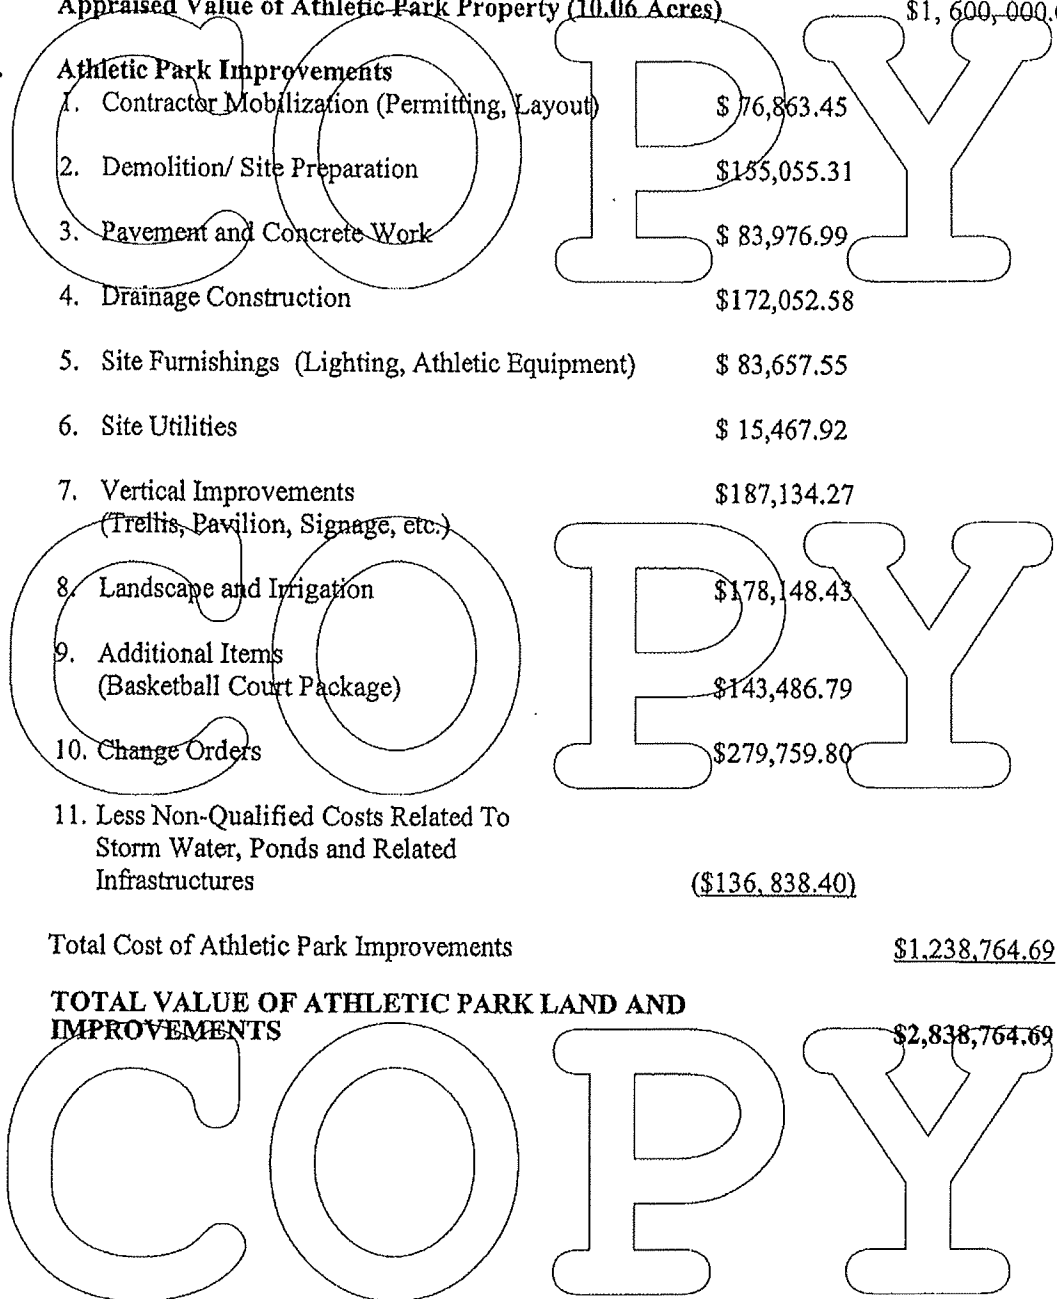 Appraised Value of Athletic Park Property (10.06 Acres) $1, 600, 000.
Athletic Park Improvements
1. Contractor Mobilization (Permitting, Layout) $ 76,863.45
2. Demolition/ Site Preparation $155,055.31
3. Pavement and Concrete Work $ 83,976.99
4. Drainage Construction $172,052.58
5. Site Furnishings (Lighting, Athletic Equipment) $ 83,657.55
6. Site Utilities $ 15,467.92
7. Vertical Improvements $187,134.27
(Trellis, Pavilion, Signage, etc.)
8. Landscape and Irrigation $178,148.43
9. Additional Items
(Basketball Court Package) $143,486.79
10. Change Orders $279,759.80
11. Less Non-Qualified Costs Related To
Storm Water, Ponds and Related
Infrastructures ($136, 838.40)
Total Cost of Athletic Park Improvements $1,238,764.69
TOTAL VALUE OF ATHLETIC PARK LAND AND
IMPROVEMENTS $2,838,764.69
COPY
COPY
COPY